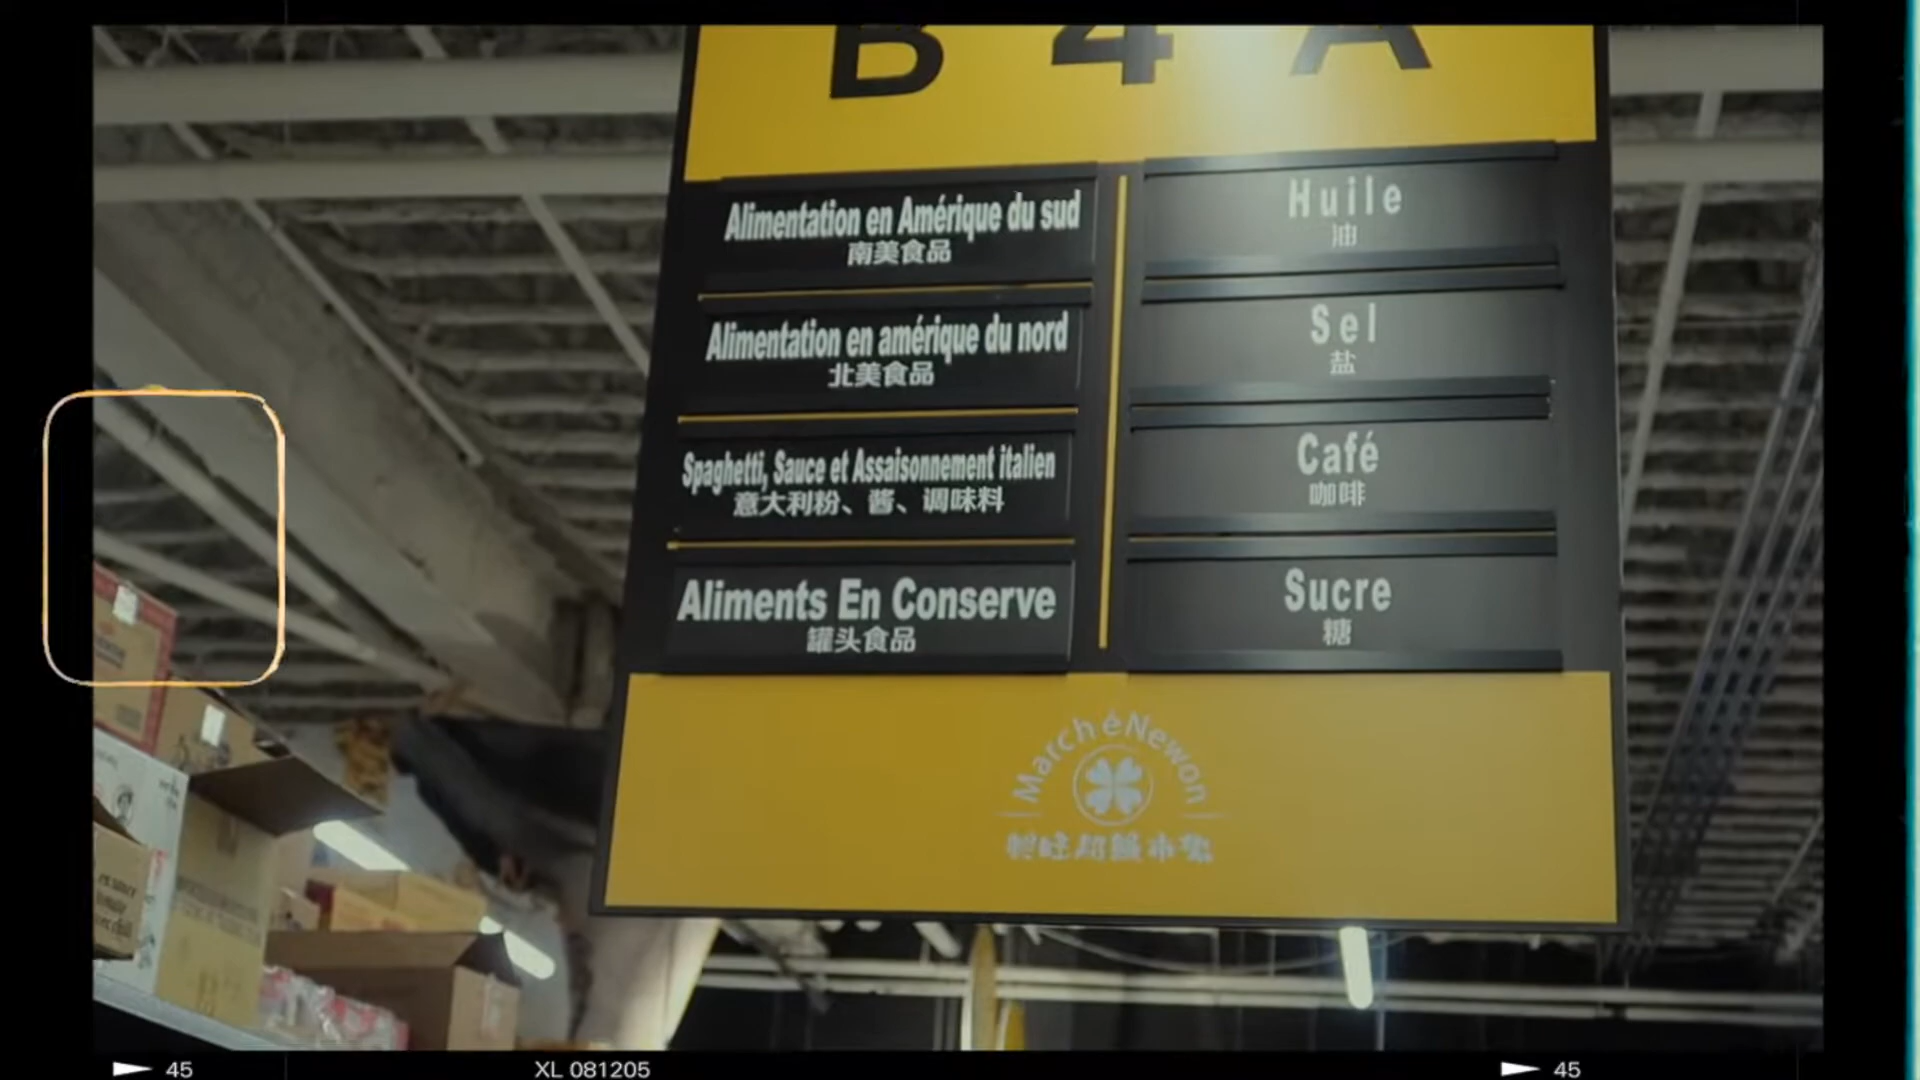 B 4 A
Alimentation en Amérique du sud
南美食品
Alimentation en amérique du nord
北美食品
Spaghetti, Sauce et Assaisonnement italien
意大利粉、酱、调味料
Aliments En Conserve
罐头食品
Huile
油
Sel
盐
Café
咖啡
Sucre
糖
MarchéNewon
45
XL 081205
45